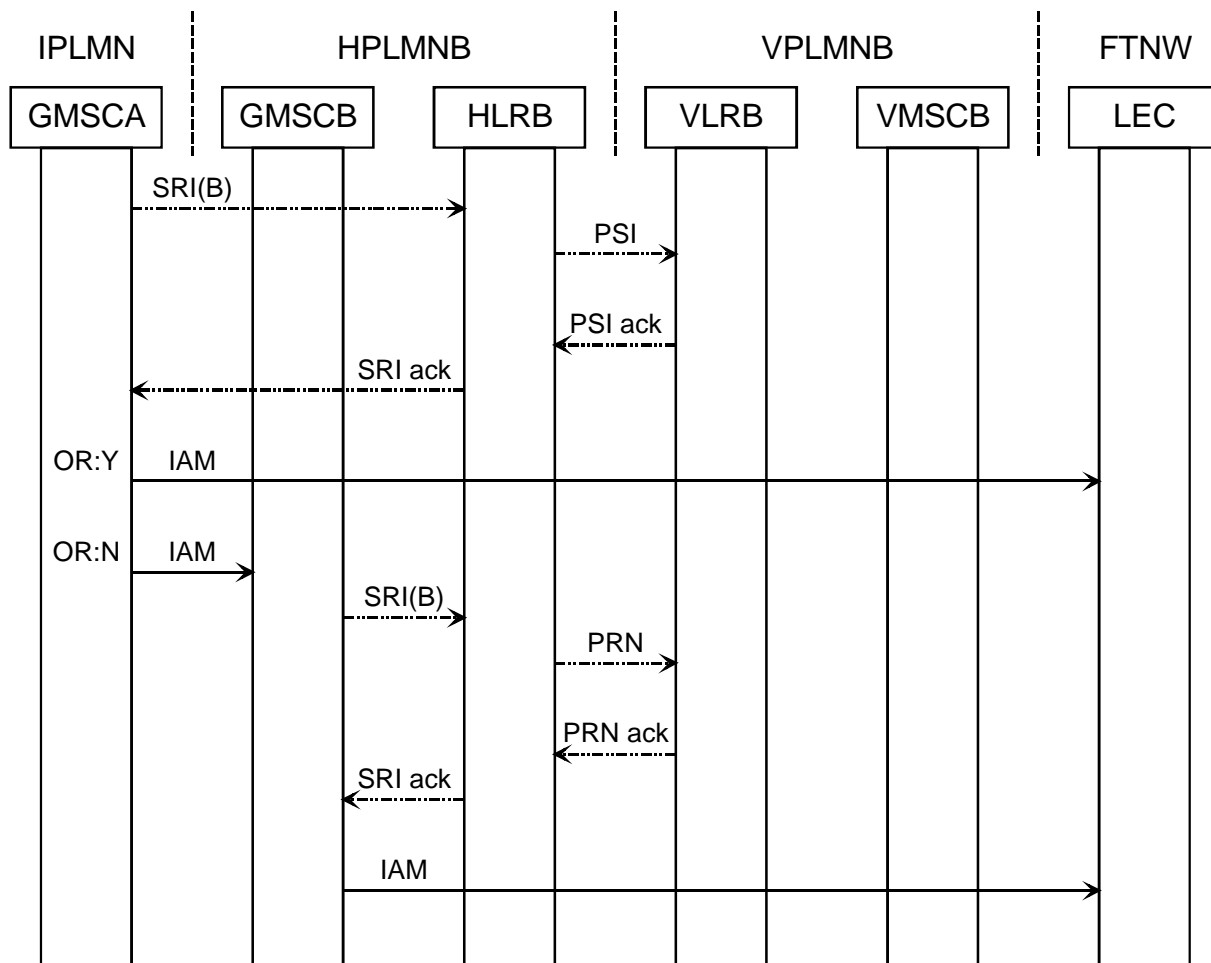 IPLMN HPLMNB VPLMNB FTNW
GMSCA GMSCB HLRB VLRB VMSCB LEC
SRI(B)
PSI
PSI ack
SRI ack
OR:Y IAM
OR:N IAM
SRI(B)
PRN
PRN ack
SRI ack
IAM